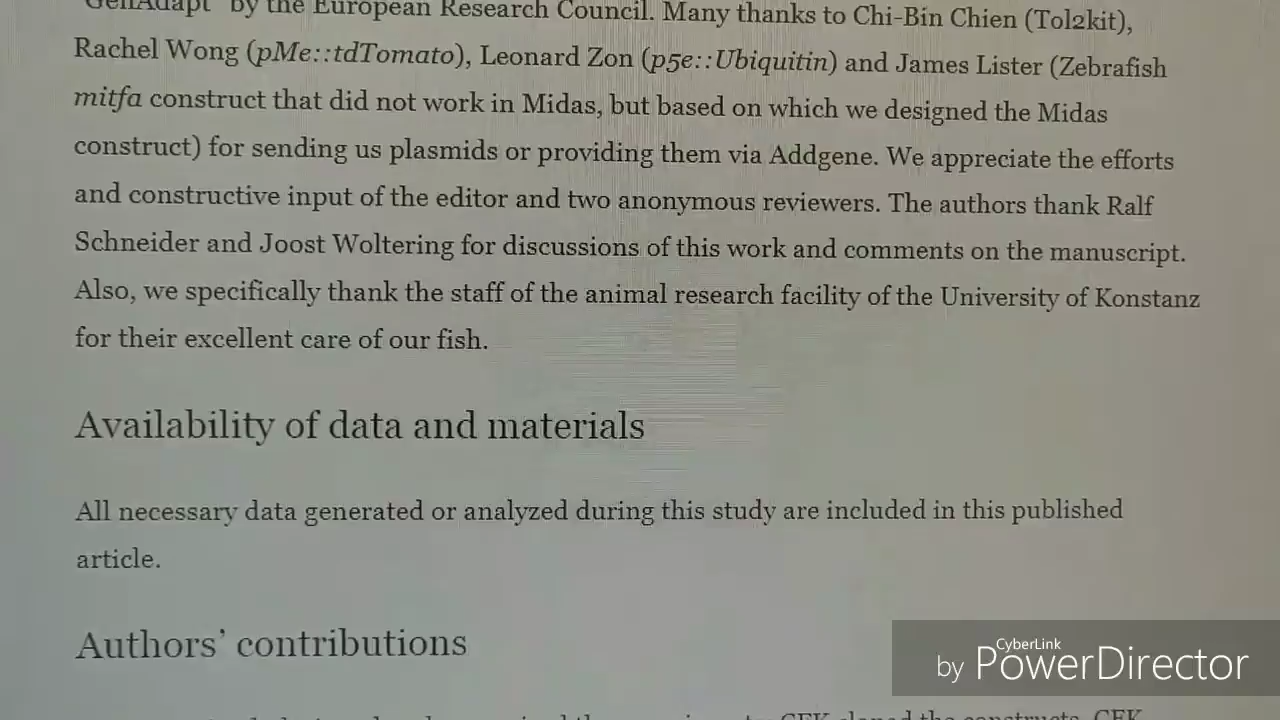 "GenAdapt" by the European Research Council. Many thanks to Chi-Bin Chien (Tol2kit),
Rachel Wong (pMe::tdTomato), Leonard Zon (p5e::Ubiquitin) and James Lister (Zebrafish
mitfa construct that did not work in Midas, but based on which we designed the Midas
construct) for sending us plasmids or providing them via Addgene. We appreciate the efforts
and constructive input of the editor and two anonymous reviewers. The authors thank Ralf
Schneider and Joost Woltering for discussions of this work and comments on the manuscript.
Also, we specifically thank the staff of the animal research facility of the University of Konstanz
for their excellent care of our fish.
Availability of data and materials
All necessary data generated or analyzed during this study are included in this published
article.
Authors’ contributions
CFK cloned the constructs. CFK
CyberLink
by PowerDirector